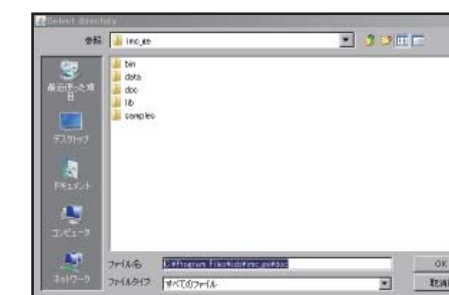 Select directory
参照
imc_ge
bin
data
doc
lib
samples
最近使った項
目
デスクトップ
ドキュメント
コンピュータ
ネットワーク
ファイル名:
ファイルタイプ:
すべてのファイル
OK
取消